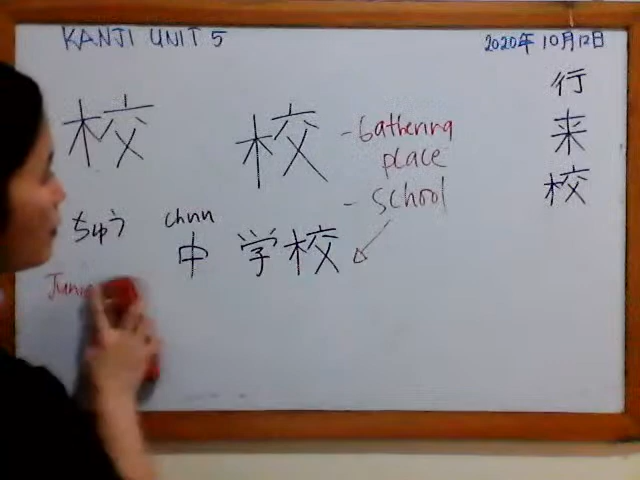 KANJI UNIT 5
2020年10月12日
行
来
校
校 校
- Gathering
place
- school
ちゅう chuu
中学校